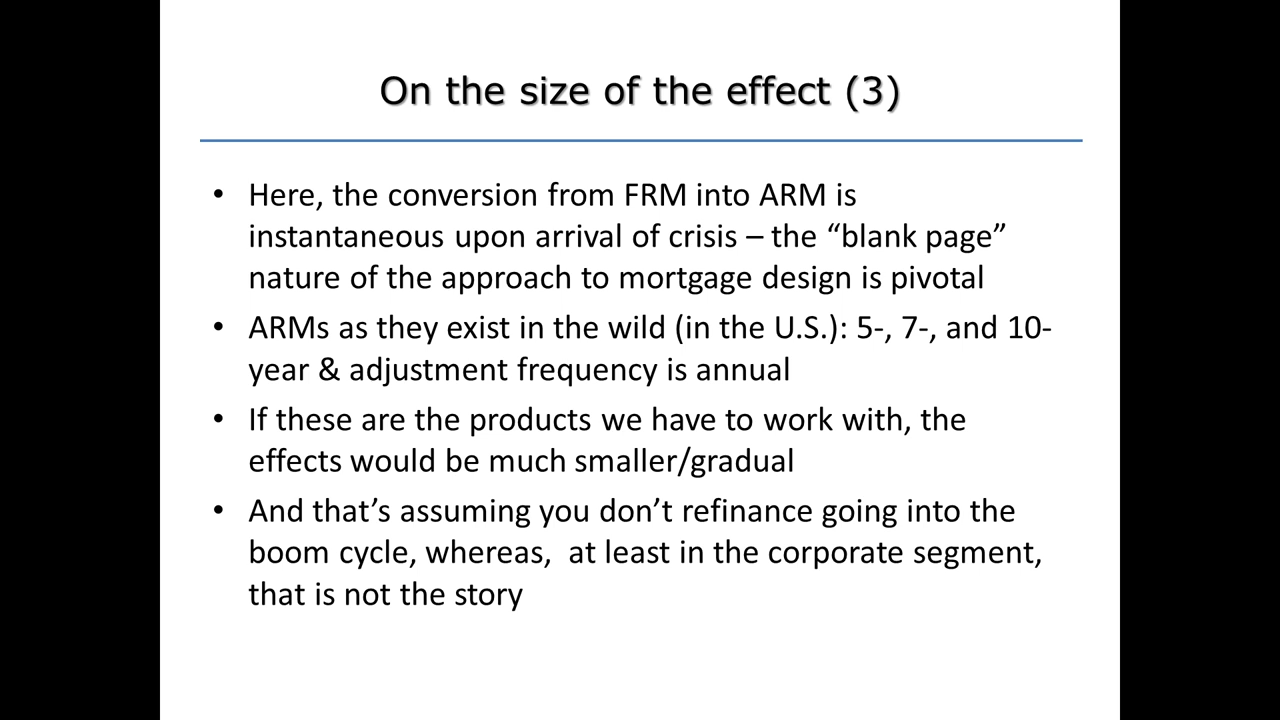 On the size of the effect (3)
• Here, the conversion from FRM into ARM is
instantaneous upon arrival of crisis – the “blank page”
nature of the approach to mortgage design is pivotal
• ARMs as they exist in the wild (in the U.S.): 5-, 7-, and 10-
year & adjustment frequency is annual
• If these are the products we have to work with, the
effects would be much smaller/gradual
• And that’s assuming you don’t refinance going into the
boom cycle, whereas,  at least in the corporate segment,
that is not the story